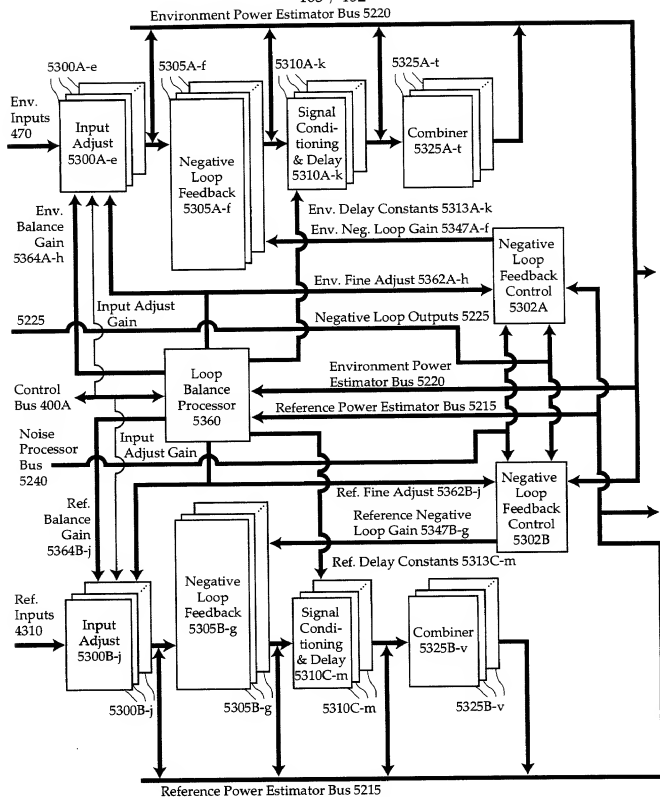 Environment Power Estimator Bus 5220
5300A-e
5305A-f
5310A-k
5325A-t
Env.
Inputs
470
Input
Adjust
5300A-e
Negative
Loop
Feedback
5305A-f
Signal
Condi-
tioning
& Delay
5310A-k
Combiner
5325A-t
Env.
Balance
Gain
5364A-h
Env. Delay Constants 5313A-k
Env. Neg. Loop Gain 5347A-f
Negative
Loop
Feedback
Control
5302A
Env. Fine Adjust 5362A-h
Input Adjust
Gain
5225
Negative Loop Outputs 5225
Loop
Balance
Processor
5360
Environment Power
Estimator Bus 5220
Control
Bus 400A
Reference Power Estimator Bus 5215
Noise
Processor
Bus
5240
Input
Adjust Gain
Ref. Fine Adjust 5362B-j
Negative
Loop
Feedback
Control
5302B
Ref.
Balance
Gain
5364B-j
Reference Negative
Loop Gain 5347B-g
Ref. Delay Constants 5313C-m
Ref.
Inputs
4310
Input
Adjust
5300B-j
Negative
Loop
Feedback
5305B-g
Signal
Condi-
tioning
& Delay
5310C-m
Combiner
5325B-v
5300B-j
5305B-g
5310C-m
5325B-v
Reference Power Estimator Bus 5215